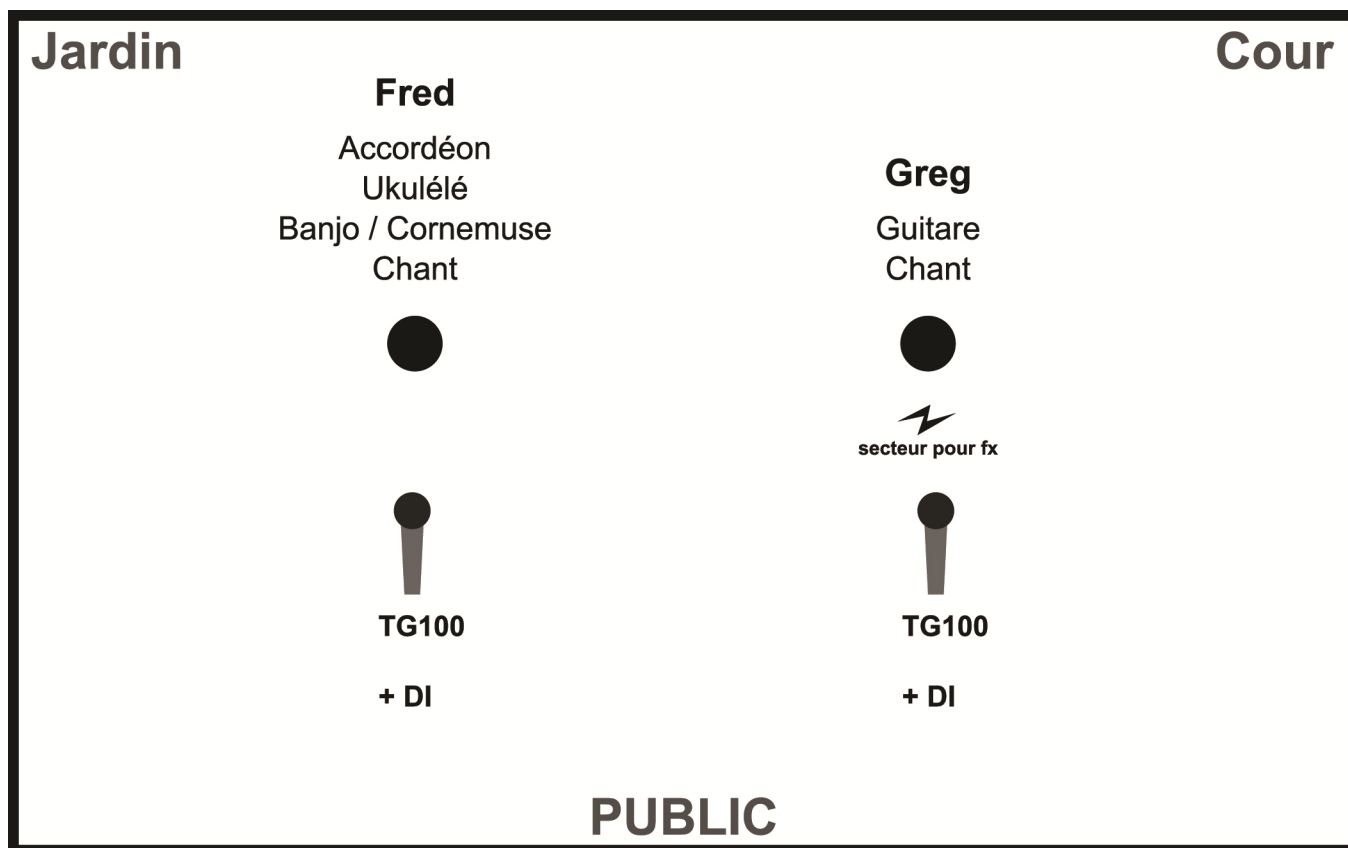 Jardin
Cour
Fred
Accordéon
Ukulélé
Banjo / Cornemuse
Chant
Greg
Guitare
Chant
secteur pour fx
TG100
+ DI
TG100
+ DI
PUBLIC